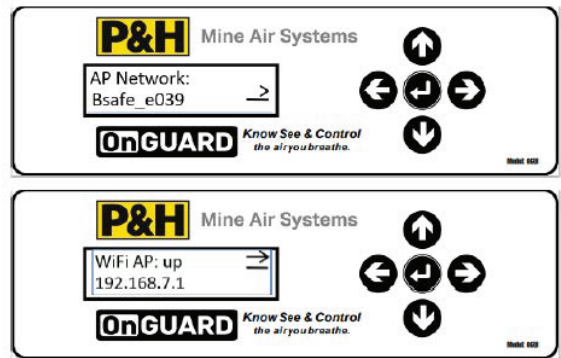 P&H Mine Air Systems
AP Network:
Bsafe_e039
OnGUARD Know See & Control
the air you breathe.
P&H Mine Air Systems
WiFi AP: up
192.168.7.1
OnGUARD Know See & Control
the air you breathe.